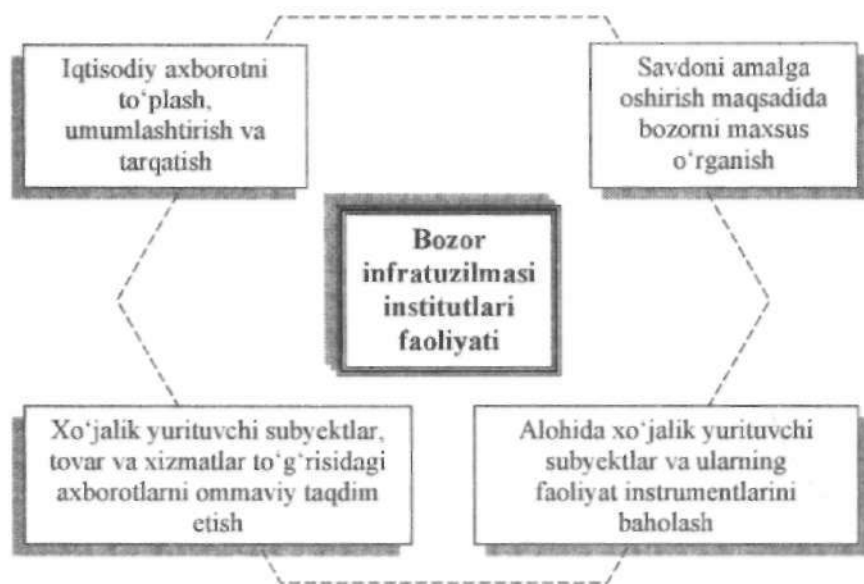 Iqtisodiy axborotni
to‘plash,
umumlashtirish va
tarqatish
Savdoni amalga
oshirish maqsadida
bozorni maxsus
o‘rganish
Bozor
infratuzilmasi
institutlari
faoliyati
Xo‘jalik yurituvchi subyektlar,
tovar va xizmatlar to‘g‘risidagi
axborotlarni ommaviy taqdim
etish
Alohida xo‘jalik yurituvchi
subyektlar va ularning
faoliyat instrumentlarini
baholash